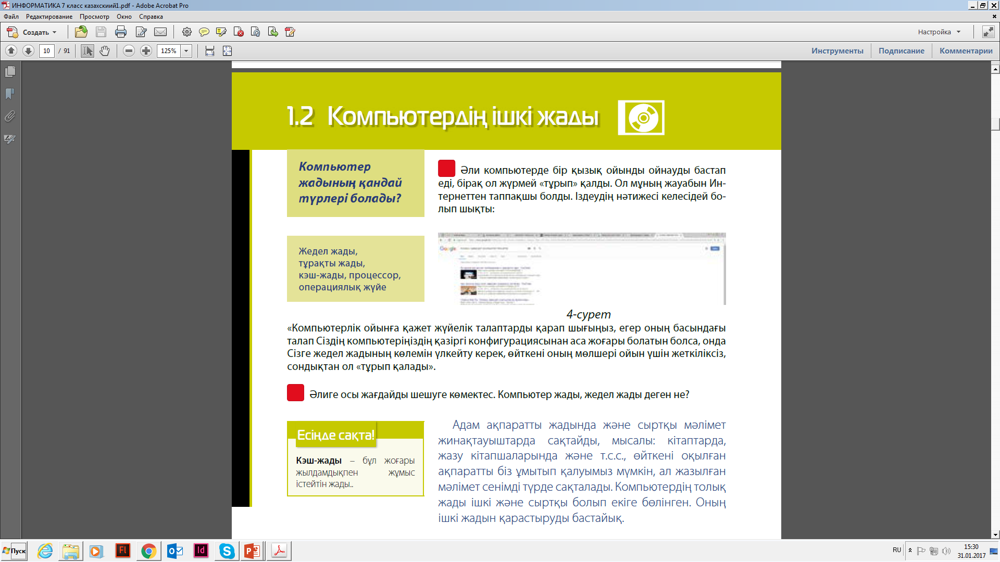 ИНФОРМАТИКА 7 класс казахскиий1.pdf - Adobe Acrobat Pro
Файл Редактирование Просмотр Окно Справка
Создать
Настройка
10 / 91
125%
Инструменты Подписание Комментарии
1.2 Компьютердің ішкі жады
Компьютер
жадының қандай
түрлері болады?
Әли компьютерде бір қызық ойынды ойнауды бастап
еді, бірақ ол жүрмей «тұрып» қалды. Ол мұның жауабын Ин-
тернеттен таппақшы болды. Іздеудің нәтижесі келесідей бо-
лып шықты:
Жедел жады,
тұрақты жады,
кэш-жады, процессор,
операциялық жүйе
Google
4-сурет
«Компьютерлік ойынға қажет жүйелік талаптарды қарап шығыңыз, егер оның басындағы
талап Сіздің компьютеріңіздің қазіргі конфигурациясынан аса жоғары болатын болса, онда
Сізге жедел жадының көлемін үлкейту керек, өйткені оның мөлшері ойын үшін жеткіліксіз,
сондықтан ол «тұрып қалады».
Әлиге осы жағдайды шешуге көмектес. Компьютер жады, жедел жады деген не?
Есіңде сақта!
Кэш-жады – бұл жоғары
жылдамдықпен жұмыс
істейтін жады..
Адам ақпаратты жадында және сыртқы мәлімет
жинақтауыштарда сақтайды, мысалы: кітаптарда,
жазу кітапшаларында және т.с.с., өйткені оқылған
ақпаратты біз ұмытып қалуымыз мүмкін, ал жазылған
мәлімет сенімді түрде сақталады. Компьютердің толық
жады ішкі және сыртқы болып екіге бөлінген. Оның
ішкі жадын қарастыруды бастайық.
Пуск
RU
15:30
31.01.2017